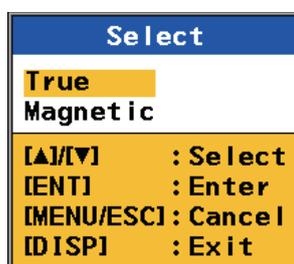 Select
True
Magnetic
[▲]/[▼] :Select
[ENT] :Enter
[MENU/ESC]:Cancel
[DISP] :Exit